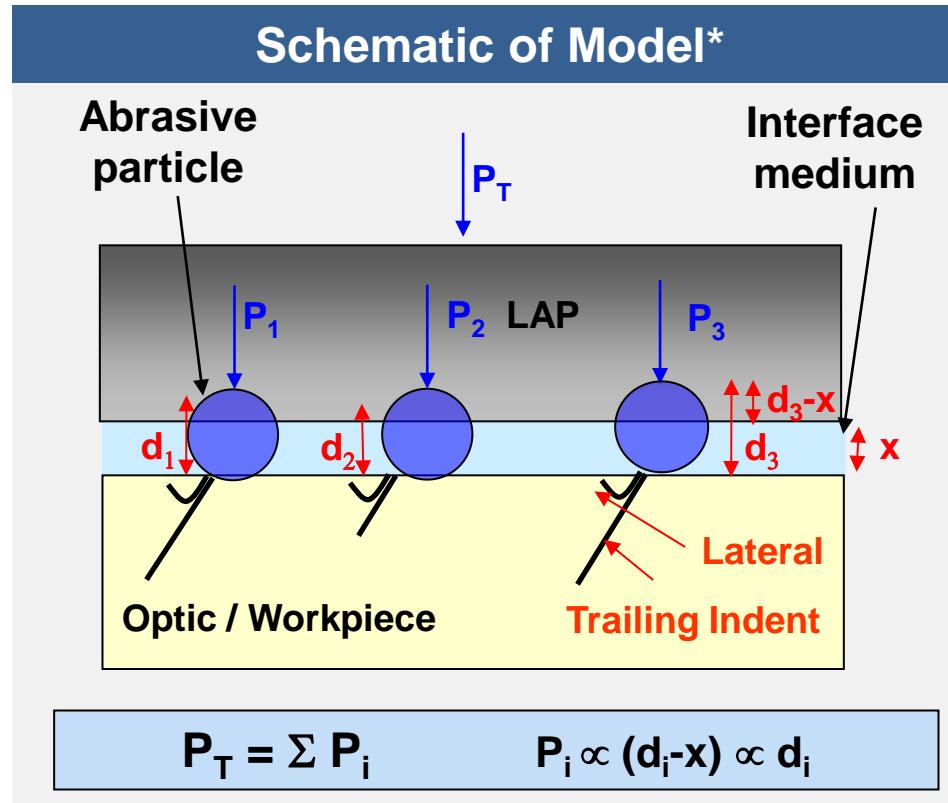 Schematic of Model*
Abrasive
particle
Interface
medium
P_T
P_1
P_2
LAP
P_3
d_3-x
d_1
d_2
d_3
x
Lateral
Optic / Workpiece
Trailing Indent
P_T = Σ P_i
P_i ∝ (d_i-x) ∝ d_i